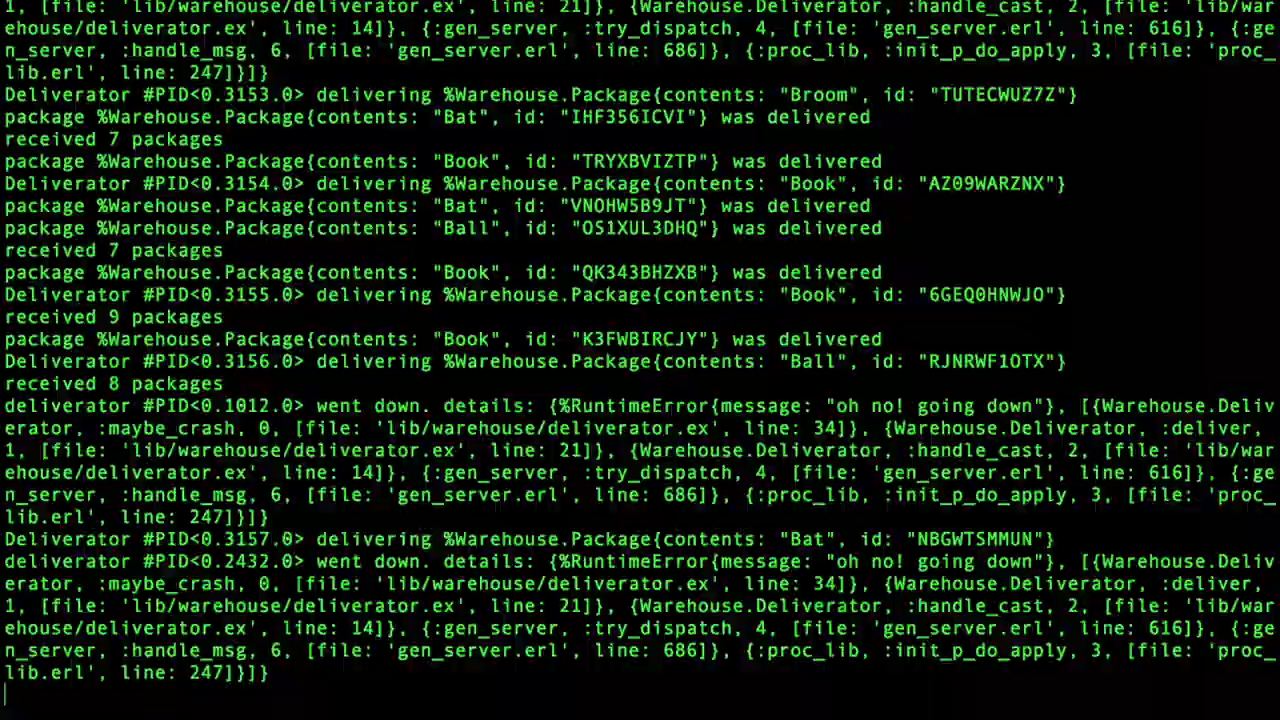 1, [file: 'lib/warehouse/deliverator.ex', line: 21]}, {Warehouse.Deliverator, :handle_cast, 2, [file: 'lib/war
ehouse/deliverator.ex', line: 14]}, {:gen_server, :try_dispatch, 4, [file: 'gen_server.erl', line: 616]}, {:ge
n_server, :handle_msg, 6, [file: 'gen_server.erl', line: 686]}, {:proc_lib, :init_p_do_apply, 3, [file: 'proc_
lib.erl', line: 247]}]}
Deliverator #PID<0.3153.0> delivering %Warehouse.Package{contents: "Broom", id: "TUTECWUZ7Z"}
package %Warehouse.Package{contents: "Bat", id: "IHF356ICVI"} was delivered
received 7 packages
package %Warehouse.Package{contents: "Book", id: "TRYXBVIZTP"} was delivered
Deliverator #PID<0.3154.0> delivering %Warehouse.Package{contents: "Book", id: "AZ09WARZNX"}
package %Warehouse.Package{contents: "Bat", id: "VNOHW5B9JT"} was delivered
package %Warehouse.Package{contents: "Ball", id: "OS1XUL3DHQ"} was delivered
received 7 packages
package %Warehouse.Package{contents: "Book", id: "QK343BHZXB"} was delivered
Deliverator #PID<0.3155.0> delivering %Warehouse.Package{contents: "Book", id: "6GEQ0HNWJO"}
received 9 packages
package %Warehouse.Package{contents: "Book", id: "K3FWBIRCJY"} was delivered
Deliverator #PID<0.3156.0> delivering %Warehouse.Package{contents: "Ball", id: "RJNRWF1OTX"}
received 8 packages
deliverator #PID<0.1012.0> went down. details: {%RuntimeError{message: "oh no! going down"}, [{Warehouse.Deliv
erator, :maybe_crash, 0, [file: 'lib/warehouse/deliverator.ex', line: 34]}, {Warehouse.Deliverator, :deliver,
1, [file: 'lib/warehouse/deliverator.ex', line: 21]}, {Warehouse.Deliverator, :handle_cast, 2, [file: 'lib/war
ehouse/deliverator.ex', line: 14]}, {:gen_server, :try_dispatch, 4, [file: 'gen_server.erl', line: 616]}, {:ge
n_server, :handle_msg, 6, [file: 'gen_server.erl', line: 686]}, {:proc_lib, :init_p_do_apply, 3, [file: 'proc_
lib.erl', line: 247]}]}
Deliverator #PID<0.3157.0> delivering %Warehouse.Package{contents: "Bat", id: "NBGWTSMMUN"}
deliverator #PID<0.2432.0> went down. details: {%RuntimeError{message: "oh no! going down"}, [{Warehouse.Deliv
erator, :maybe_crash, 0, [file: 'lib/warehouse/deliverator.ex', line: 34]}, {Warehouse.Deliverator, :deliver,
1, [file: 'lib/warehouse/deliverator.ex', line: 21]}, {Warehouse.Deliverator, :handle_cast, 2, [file: 'lib/war
ehouse/deliverator.ex', line: 14]}, {:gen_server, :try_dispatch, 4, [file: 'gen_server.erl', line: 616]}, {:ge
n_server, :handle_msg, 6, [file: 'gen_server.erl', line: 686]}, {:proc_lib, :init_p_do_apply, 3, [file: 'proc_
lib.erl', line: 247]}]}